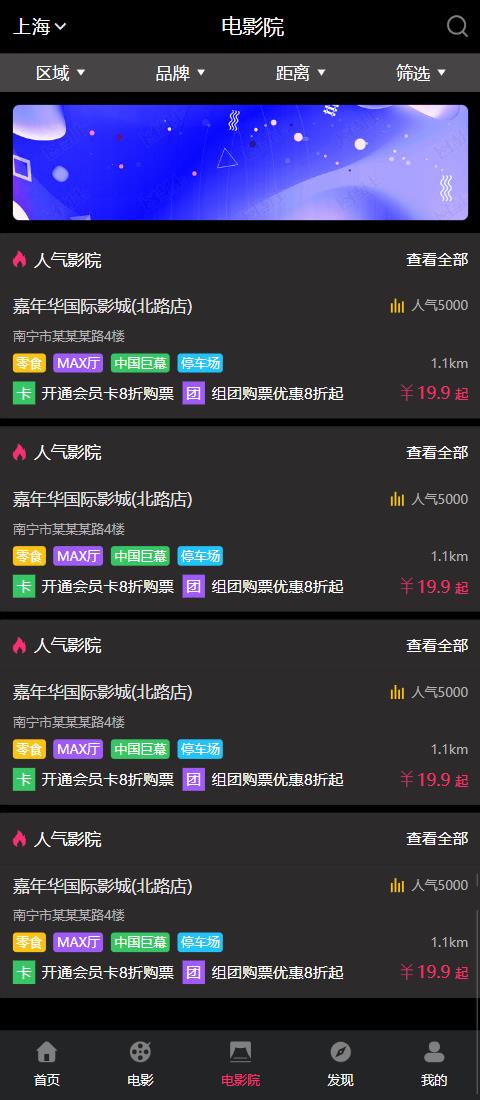 上海 电影院
区域 品牌 距离 筛选
人气影院 查看全部
嘉年华国际影城(北路店) 人气5000
南宁市某某某路4楼
零食 MAX厅 中国巨幕 停车场 1.1km
卡 开通会员卡8折购票 团 组团购票优惠8折起 ￥19.9 起
人气影院 查看全部
嘉年华国际影城(北路店) 人气5000
南宁市某某某路4楼
零食 MAX厅 中国巨幕 停车场 1.1km
卡 开通会员卡8折购票 团 组团购票优惠8折起 ￥19.9 起
人气影院 查看全部
嘉年华国际影城(北路店) 人气5000
南宁市某某某路4楼
零食 MAX厅 中国巨幕 停车场 1.1km
卡 开通会员卡8折购票 团 组团购票优惠8折起 ￥19.9 起
人气影院 查看全部
嘉年华国际影城(北路店) 人气5000
南宁市某某某路4楼
零食 MAX厅 中国巨幕 停车场 1.1km
卡 开通会员卡8折购票 团 组团购票优惠8折起 ￥19.9 起
首页 电影 电影院 发现 我的